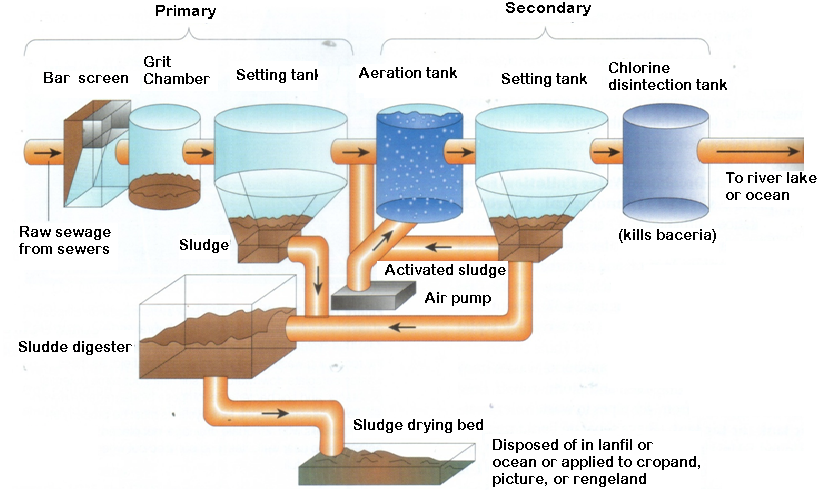 Primary
Secondary
Bar screen
Grit
Chamber
Setting tank
Aeration tank
Setting tank
Chlorine
disintection tank
Raw sewage
from sewers
Sludge
Activated sludge
Air pump
(kills baceria)
To river lake
or ocean
Sludde digester
Sludge drying bed
Disposed of in lanfil or
ocean or applied to cropand,
picture, or rengeland